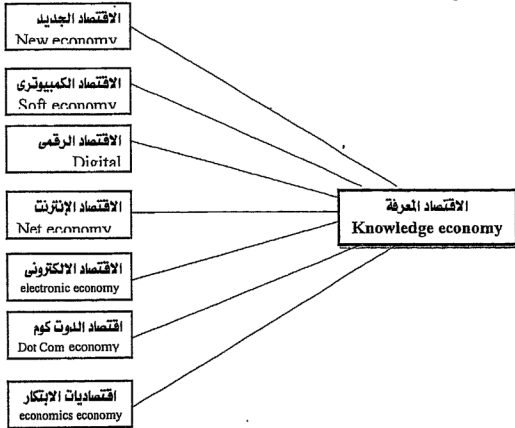 الاقتصاد الجديد
New economy
الاقتصاد الكمبيوترى
Soft economy
الاقتصاد الرقمى
Digital
الاقتصاد الإنترنت
Net economy
الاقتصاد الالكترونى
electronic economy
اقتصاد الدوت كوم
Dot Com economy
اقتصاديات الابتكار
economics economy
الاقتصاد المعرفة
Knowledge economy